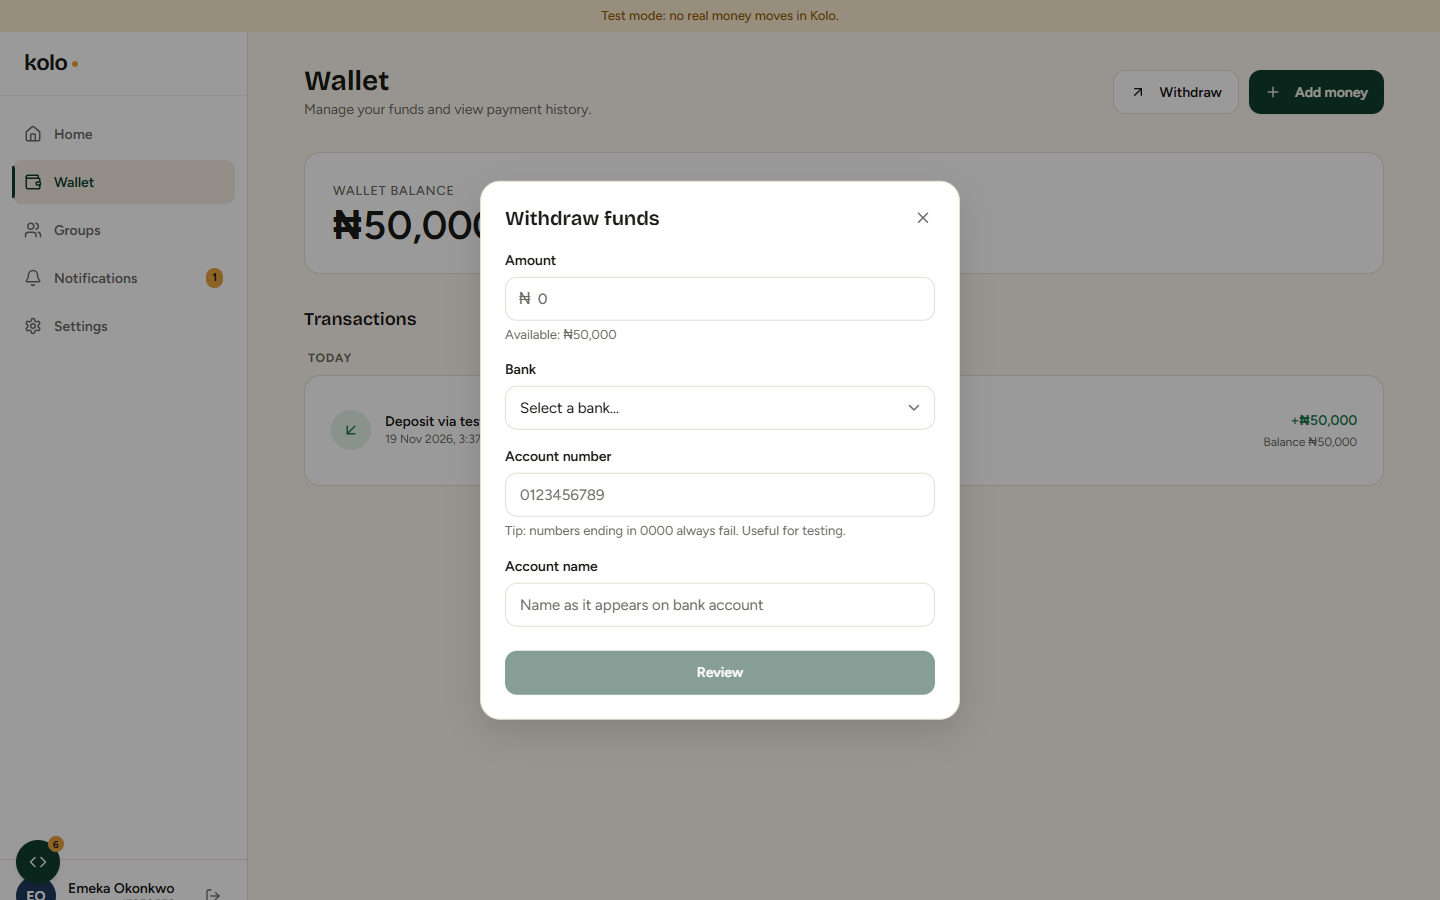 Test mode: no real money moves in Kolo.
kolo
Home
Wallet
Groups
Notifications
1
Settings
6
EO
Emeka Okonkwo
Wallet
Manage your funds and view payment history.
Withdraw
Add money
WALLET BALANCE
₦50,000
Transactions
TODAY
Deposit via
19 Nov 2026, 3:37
+₦50,000
Balance ₦50,000
Withdraw funds
Amount
₦ 0
Available: ₦50,000
Bank
Select a bank...
Account number
0123456789
Tip: numbers ending in 0000 always fail. Useful for testing.
Account name
Name as it appears on bank account
Review